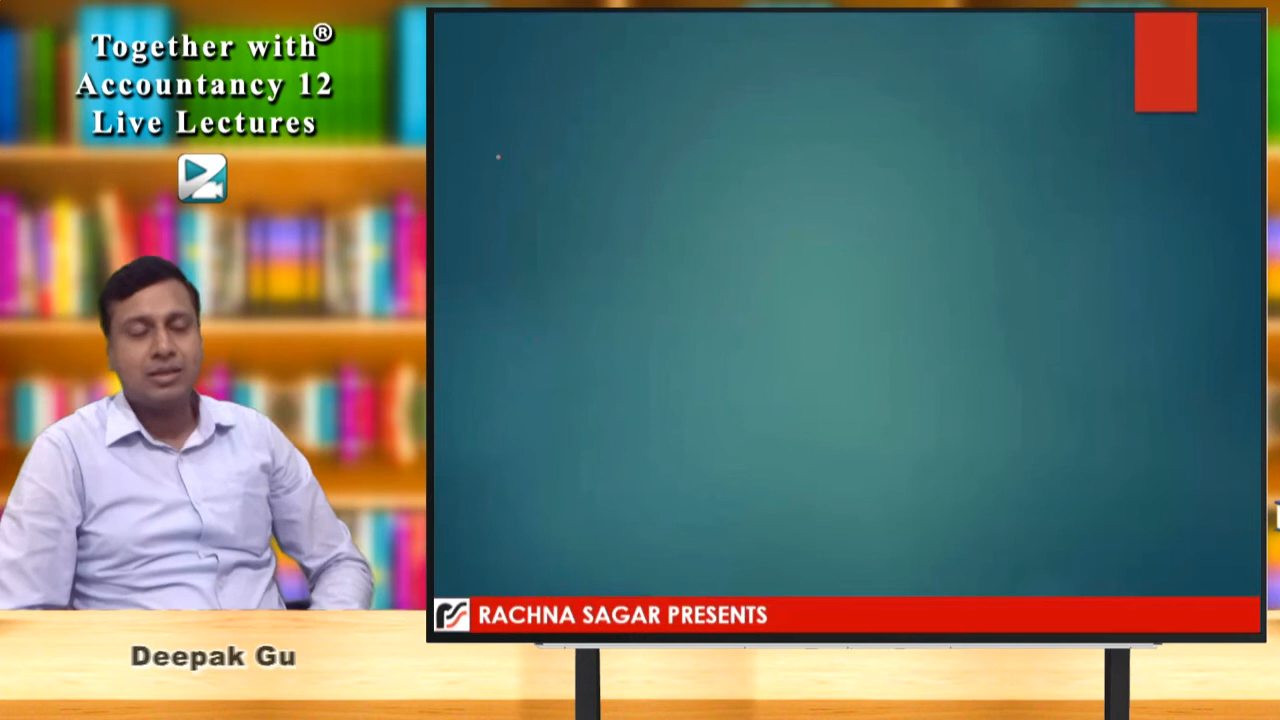 Together with®
Accountancy 12
Live Lectures
RACHNA SAGAR PRESENTS
Deepak Gu